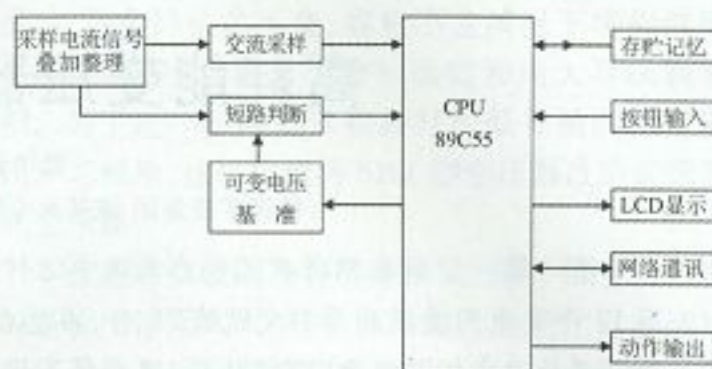 采样电流信号
叠加整理
交流采样
短路判断
可变电压
基 准
CPU
89C55
存贮记忆
按钮输入
LCD显示
网络通讯
动作输出